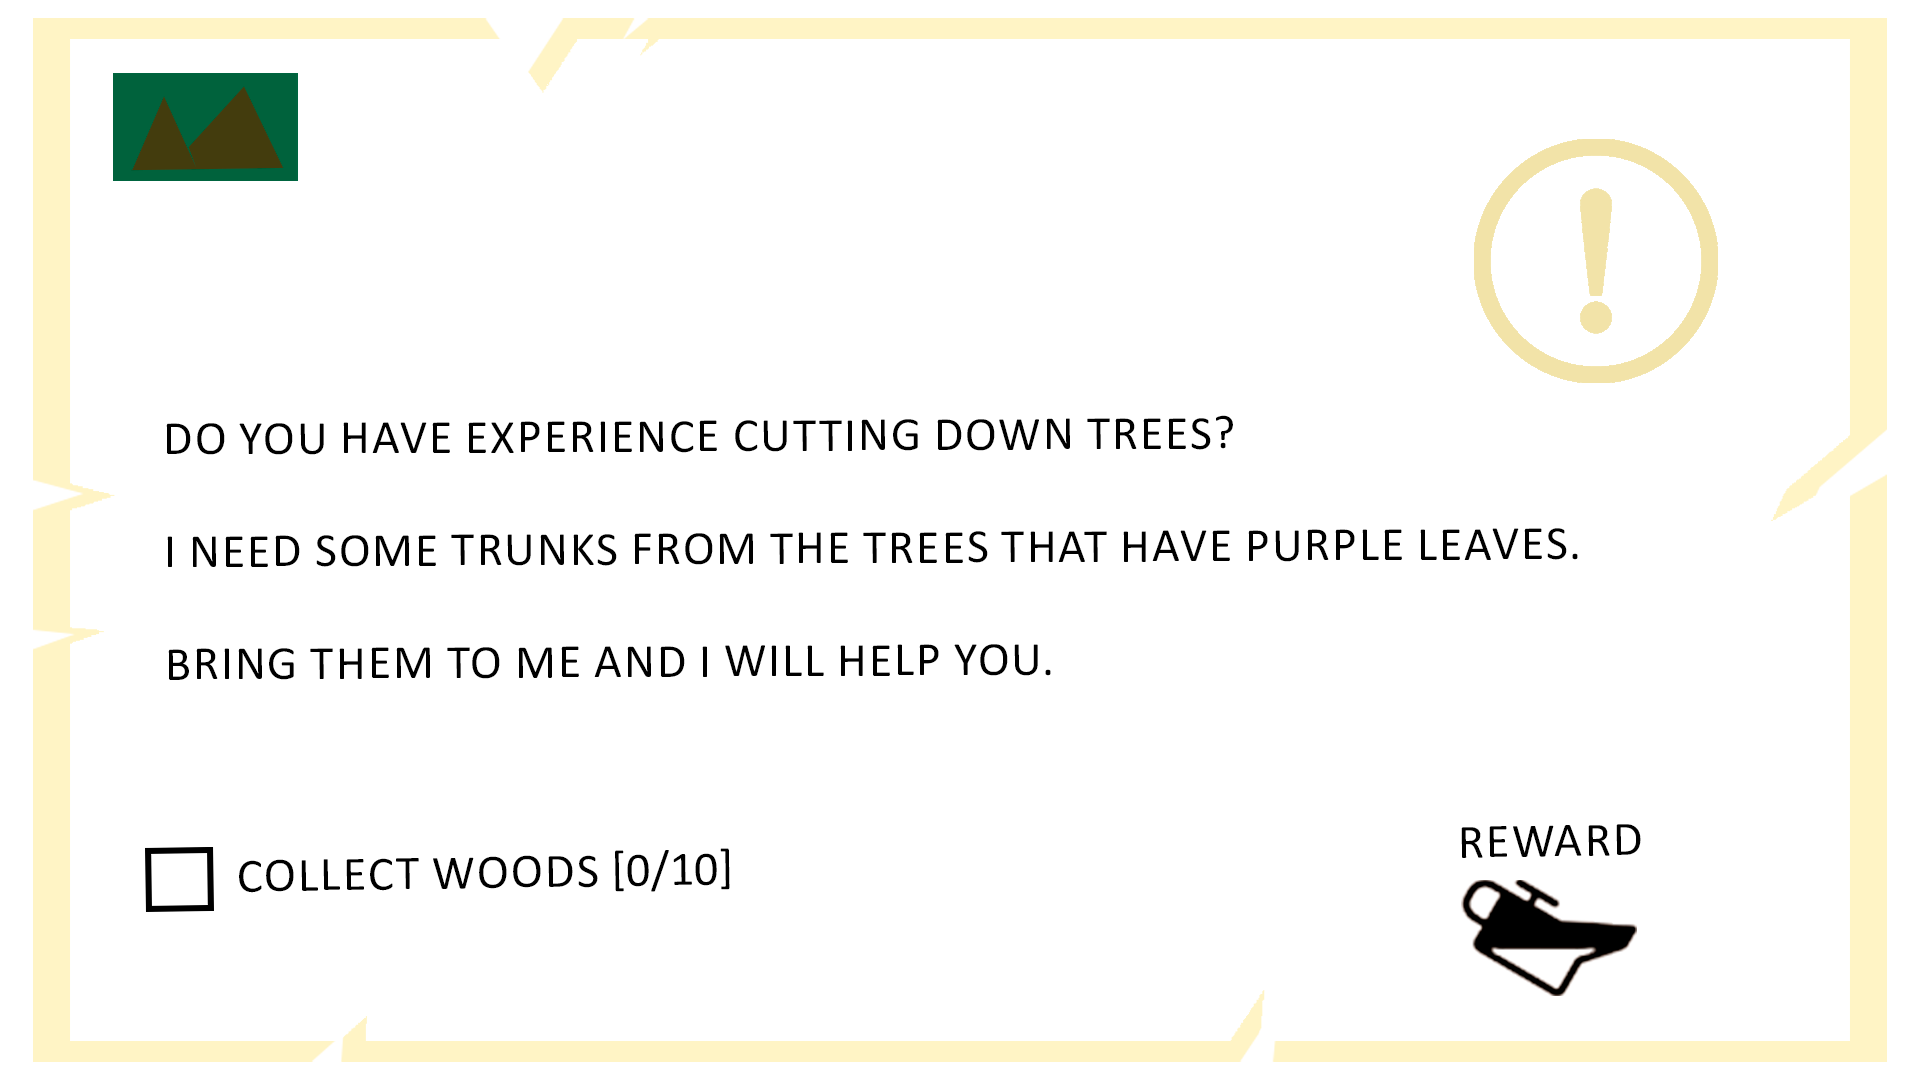 DO YOU HAVE EXPERIENCE CUTTING DOWN TREES?
I NEED SOME TRUNKS FROM THE TREES THAT HAVE PURPLE LEAVES.
BRING THEM TO ME AND I WILL HELP YOU.
COLLECT WOODS [0/10]
REWARD